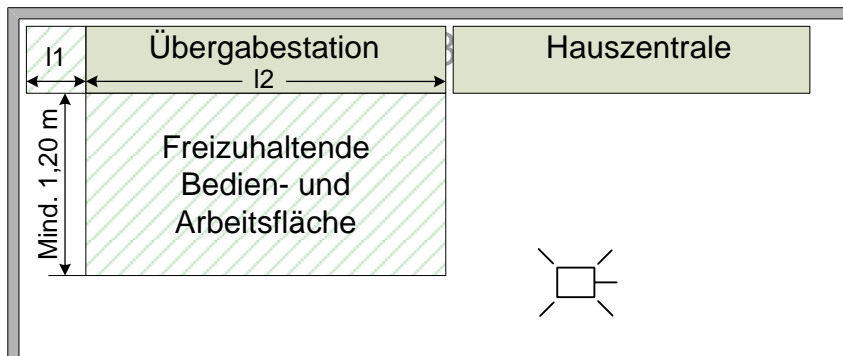 Übergabestation
Hauszentrale
l1
l2
Mind. 1,20 m
Freizuhaltende
Bedien- und
Arbeitsfläche